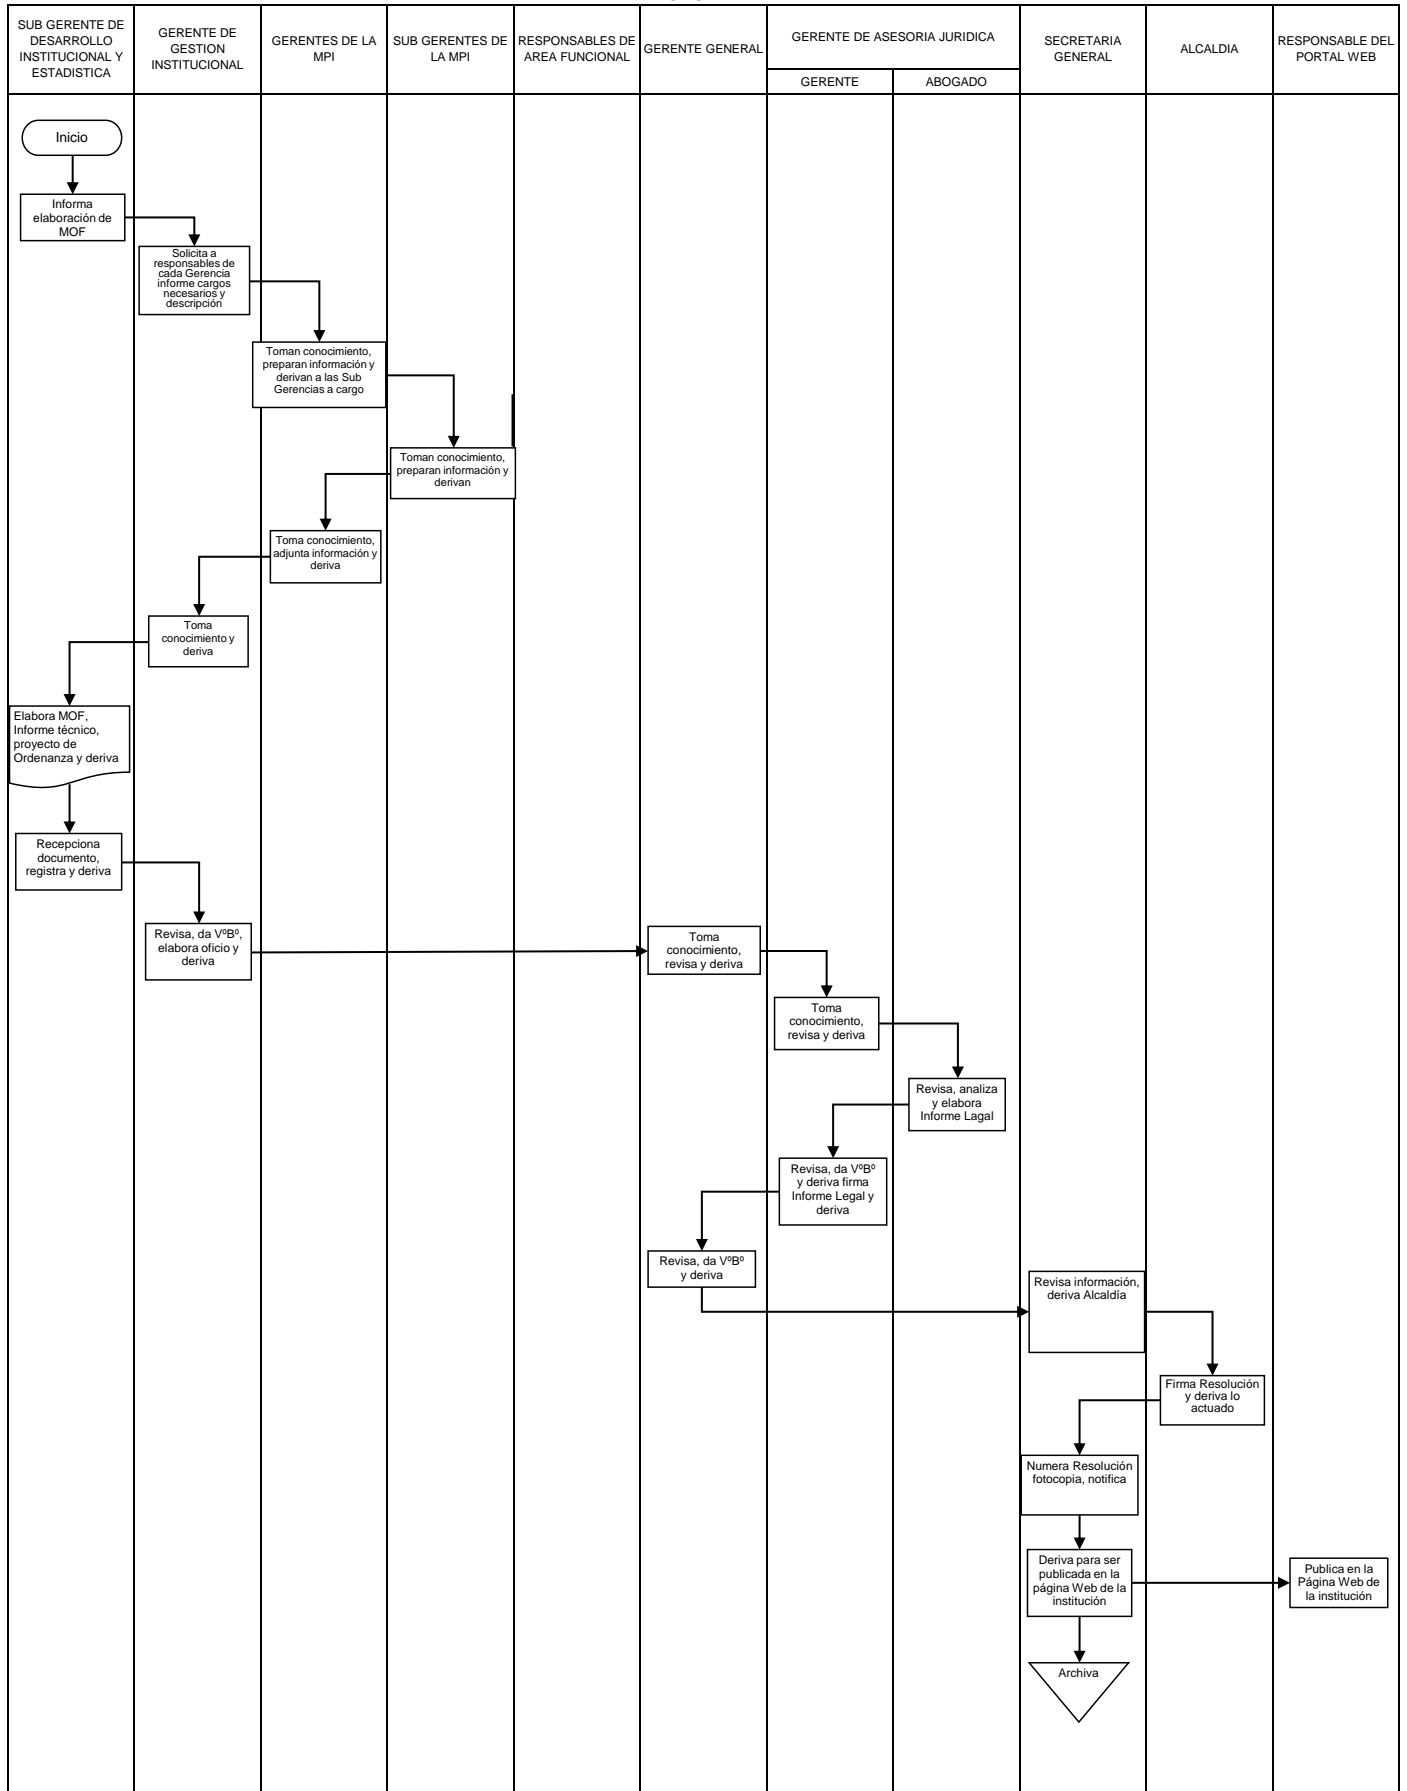 SUB GERENTE DE
DESARROLLO
INSTITUCIONAL Y
ESTADISTICA
GERENTE DE
GESTION
INSTITUCIONAL
GERENTES DE LA
MPI
SUB GERENTES DE
LA MPI
RESPONSABLES DE
AREA FUNCIONAL
GERENTE GENERAL
GERENTE DE ASESORIA JURIDICA
GERENTE
ABOGADO
SECRETARIA
GENERAL
ALCALDIA
RESPONSABLE DEL
PORTAL WEB
Inicio
Informa
elaboración de
MOF
Solicita a
responsables de
cada Gerencia
informe cargos
necesarios y
descripción
Toman conocimiento,
preparan información y
derivan a las Sub
Gerencias a cargo
Toman conocimiento,
preparan información y
derivan
Toma conocimiento,
adjunta información y
deriva
Toma
conocimiento y
deriva
Elabora MOF,
Informe técnico,
proyecto de
Ordenanza y deriva
Recepciona
documento,
registra y deriva
Revisa, da VºBº,
elabora oficio y
deriva
Toma
conocimiento,
revisa y deriva
Toma
conocimiento,
revisa y deriva
Revisa, analiza
y elabora
Informe Lagal
Revisa, da VºBº
y deriva firma
Informe Legal y
deriva
Revisa, da VºBº
y deriva
Revisa información,
deriva Alcaldía
Firma Resolución
y deriva lo
actuado
Numera Resolución
fotocopia, notifica
Deriva para ser
publicada en la
página Web de la
institución
Publica en la
Página Web de
la institución
Archiva